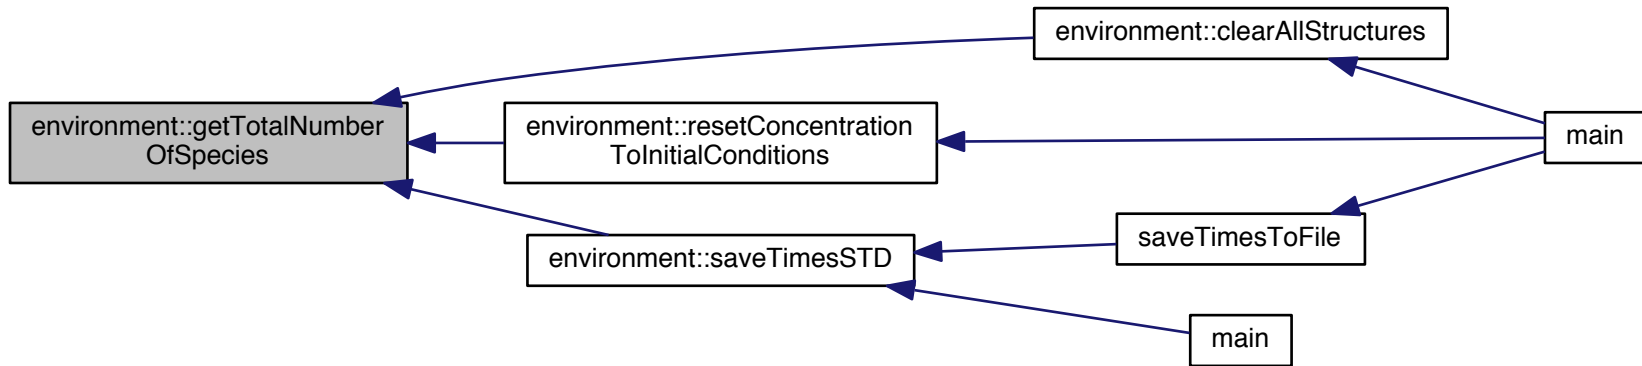 environment::clearAllStructures
environment::getTotalNumber
OfSpecies
environment::resetConcentration
ToInitialConditions
main
environment::saveTimesSTD
saveTimesToFile
main